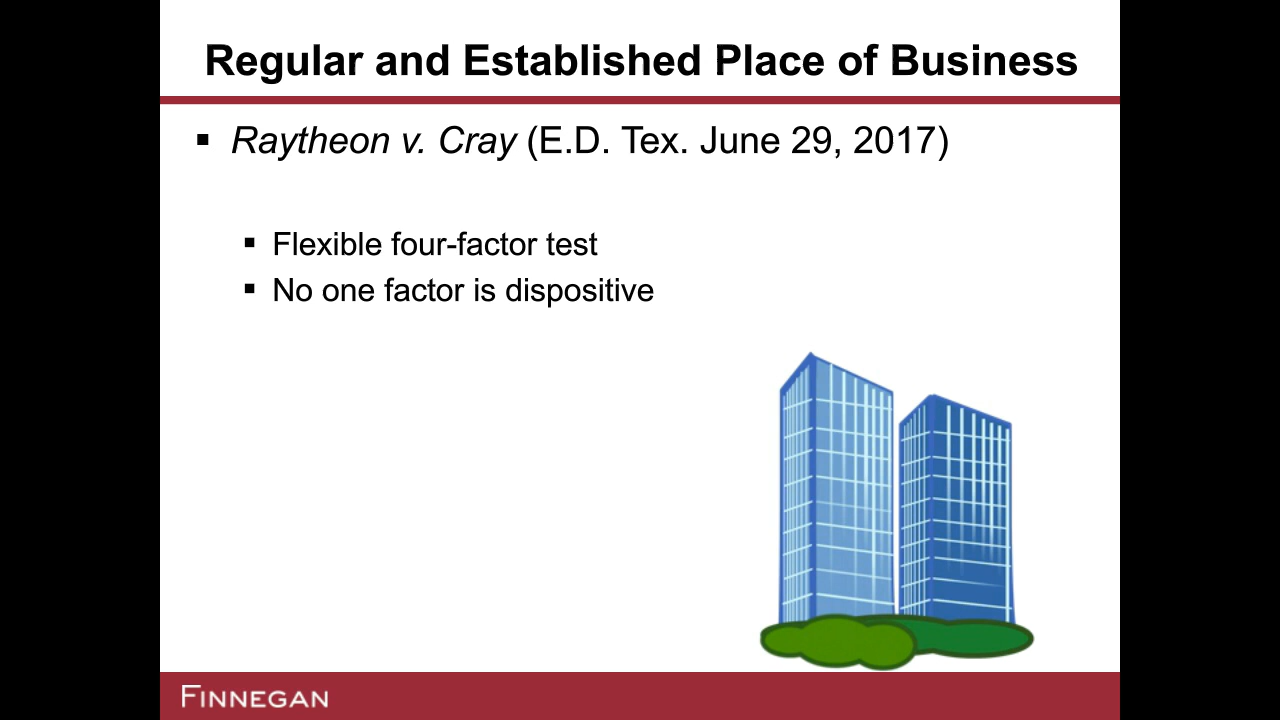 Regular and Established Place of Business
▪ Raytheon v. Cray (E.D. Tex. June 29, 2017)
▪ Flexible four-factor test
▪ No one factor is dispositive
FINNEGAN